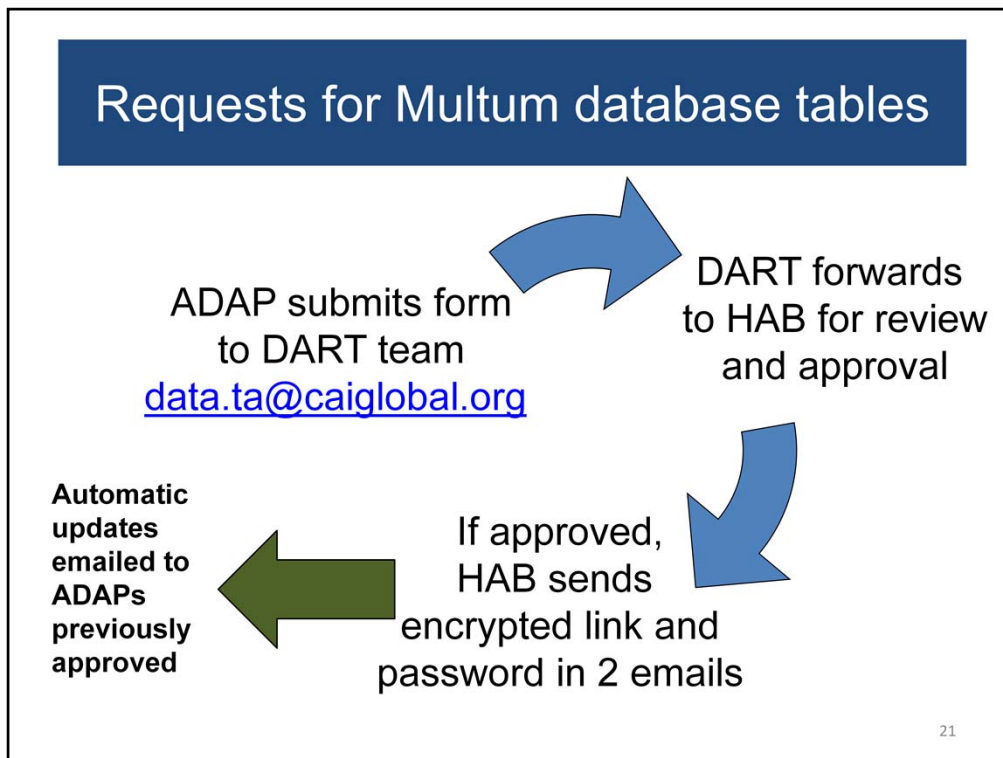 Requests for Multum database tables
ADAP submits form
to DART team
data.ta@caiglobal.org
DART forwards
to HAB for review
and approval
If approved,
HAB sends
encrypted link and
password in 2 emails
Automatic
updates
emailed to
ADAPs
previously
approved
21